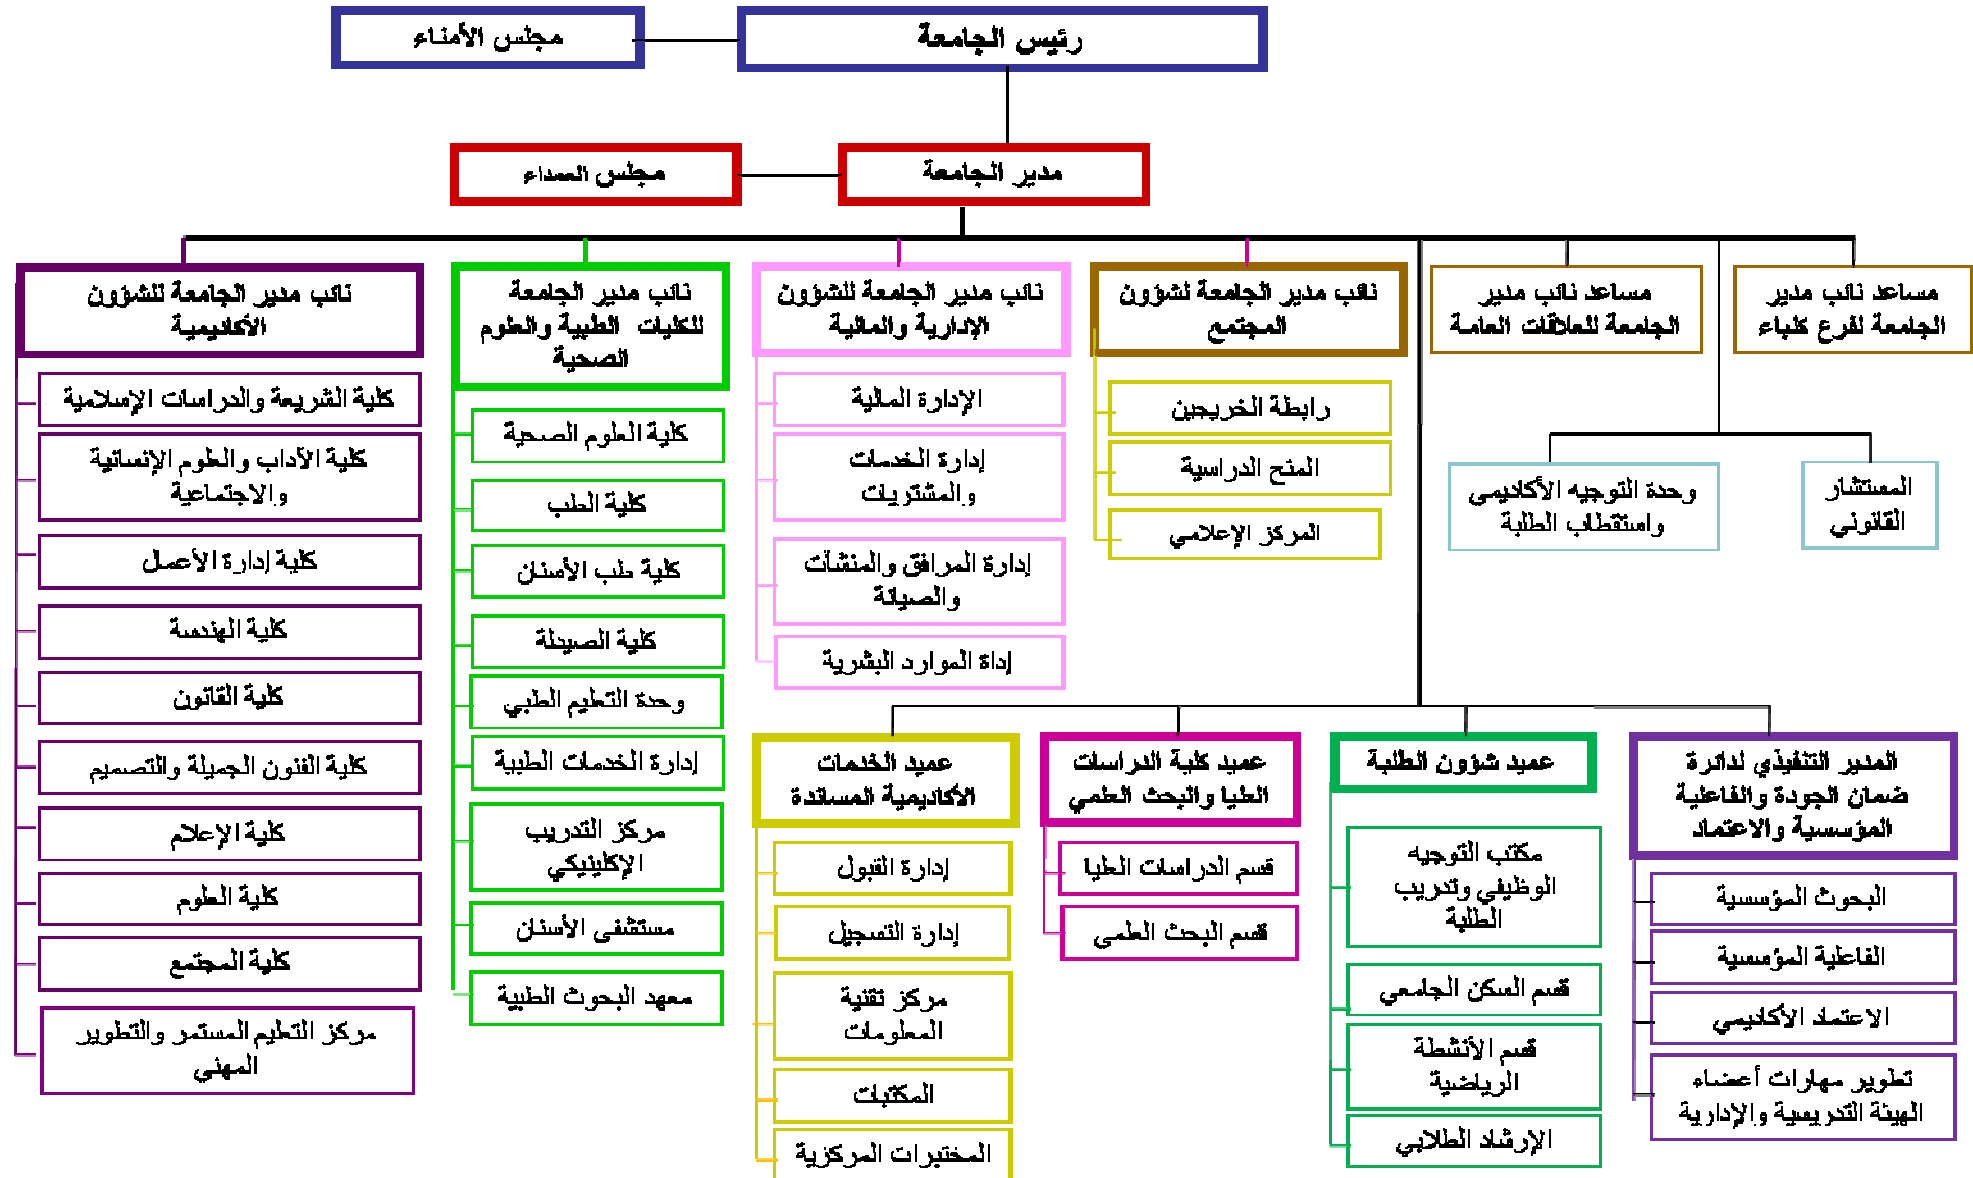 رئيس الجامعة
مجلس الأمناء
مدير الجامعة
مجلس العمداء
مساعد نائب مدير
الجامعة لفرع كلباء
مساعد نائب مدير
الجامعة للعلاقات العامة
نائب مدير الجامعة لشؤون
المجتمع
نائب مدير الجامعة للشؤون
الإدارية والمالية
نائب مدير الجامعة
للكليات الطبية والعلوم
الصحية
نائب مدير الجامعة للشؤون
الأكاديمية
المستشار
القانوني
وحدة التوجيه الأكاديمي
واستقطاب الطلبة
رابطة الخريجين
المنح الدراسية
المركز الإعلامي
الإدارة المالية
إدارة الخدمات
والمشتريات
إدارة المرافق والمنشآت
والصيانة
إداة الموارد البشرية
كلية العلوم الصحية
كلية الطب
كلية طب الأسنان
كلية الصيدلة
وحدة التعليم الطبي
إدارة الخدمات الطبية
مركز التدريب
الإكلينيكي
مستشفى الأسنان
معهد البحوث الطبية
كلية الشريعة والدراسات الإسلامية
كلية الآداب والعلوم الإنسانية
والاجتماعية
كلية إدارة الأعمال
كلية الهندسة
كلية القانون
كلية الفنون الجميلة والتصميم
كلية الإعلام
كلية العلوم
كلية المجتمع
مركز التعليم المستمر والتطوير
المهني
المدير التنفيذي لدائرة
ضمان الجودة والفاعلية
المؤسسية والاعتماد
البحوث المؤسسية
الفاعلية المؤسسية
الاعتماد الأكاديمي
تطوير مهارات أعضاء
الهيئة التدريسية والإدارية
عميد شؤون الطلبة
مكتب التوجيه
الوظيفي وتدريب
الطلبة
قسم السكن الجامعي
قسم الأنشطة
الرياضية
الإرشاد الطلابي
عميد كلية الدراسات
العليا والبحث العلمي
قسم الدراسات العليا
قسم البحث العلمي
عميد الخدمات
الأكاديمية المساندة
إدارة القبول
إدارة التسجيل
مركز تقنية
المعلومات
المكتبات
المختبرات المركزية